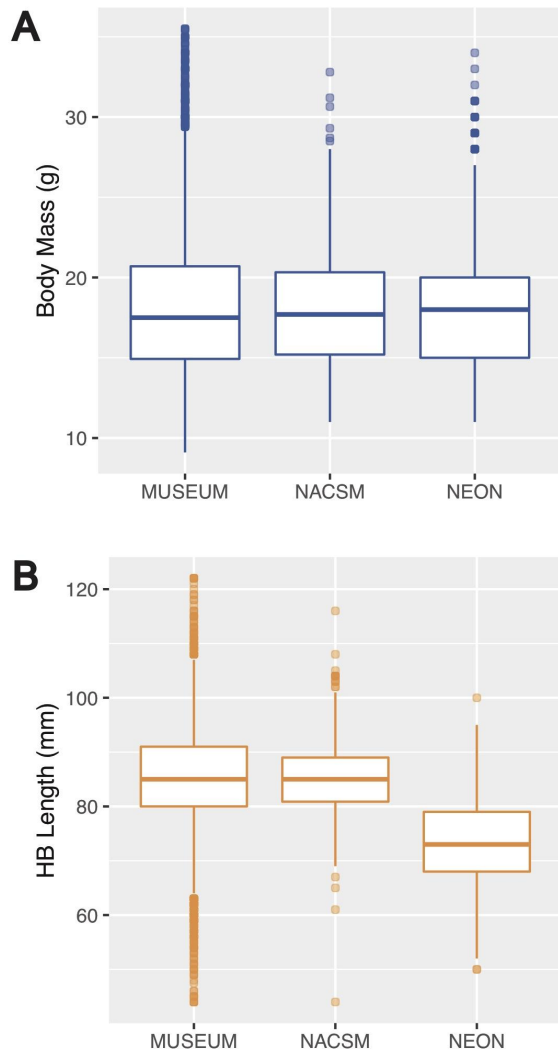 A
Body Mass (g)
30
20
10
MUSEUM NACSM NEON
B
HB Length (mm)
120
100
80
60
MUSEUM NACSM NEON